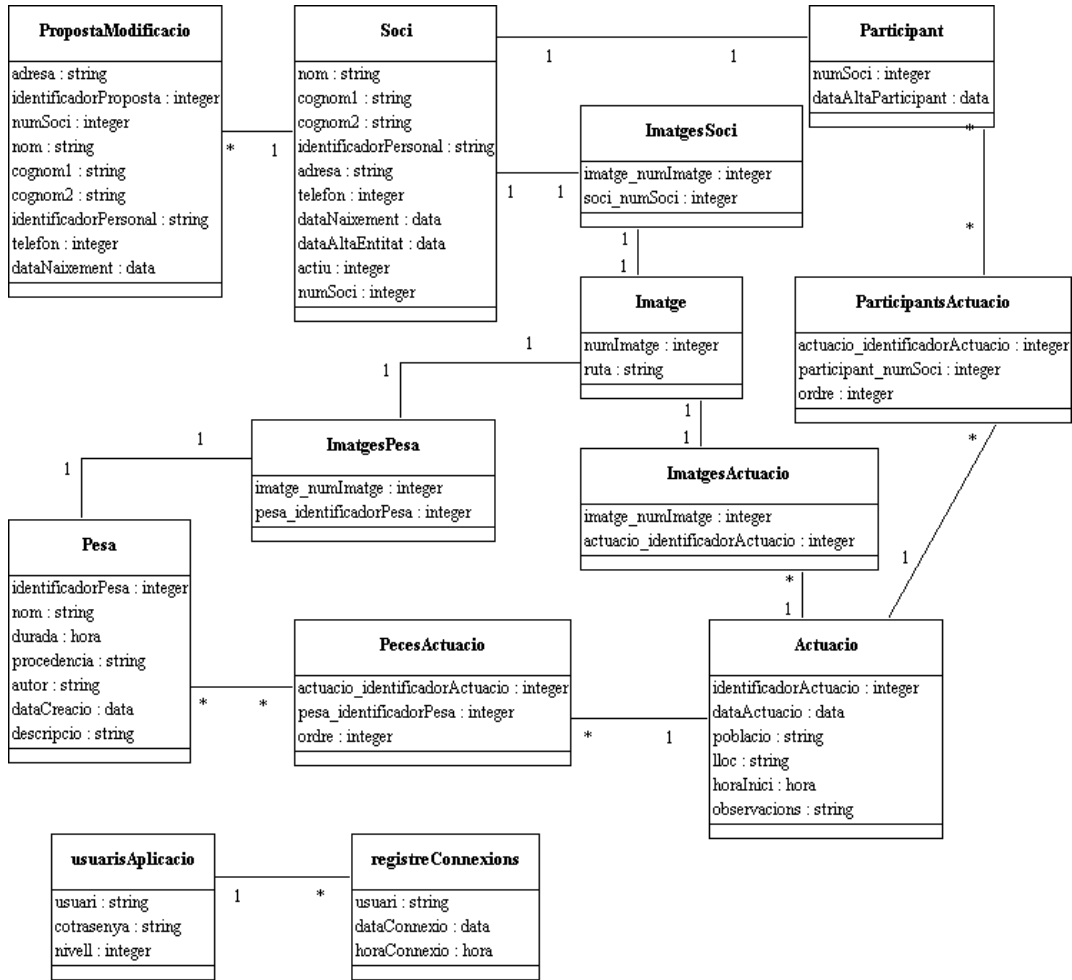 PropostaModificacio
adresa : string
identificadorProposta : integer
numSoci : integer
nom : string
cognom1 : string
cognom2 : string
identificadorPersonal : string
telefon : integer
dataNaixement : data
*
1
Soci
nom : string
cognom1 : string
cognom2 : string
identificadorPersonal : string
adresa : string
telefon : integer
dataNaixement : data
dataAltaEntitat : data
actiu : integer
numSoci : integer
1
1
Participant
numSoci : integer
dataAltaParticipant : data
*
*
1
1
ImatgesSoci
imatge_numImatge : integer
soci_numSoci : integer
1
1
Imatge
numImatge : integer
ruta : string
ParticipantsActuacio
actuacio_identificadorActuacio : integer
participant_numSoci : integer
ordre : integer
*
1
1
1
1
1
ImatgesPesa
imatge_numImatge : integer
pesa_identificadorPesa : integer
1
1
ImatgesActuacio
imatge_numImatge : integer
actuacio_identificadorActuacio : integer
*
1
Pesa
identificadorPesa : integer
nom : string
durada : hora
procedencia : string
autor : string
dataCreacio : data
descripcio : string
*
*
PecesActuacio
actuacio_identificadorActuacio : integer
pesa_identificadorPesa : integer
ordre : integer
*
1
Actuacio
identificadorActuacio : integer
dataActuacio : data
poblacio : string
lloc : string
horaInici : hora
observacions : string
usuarisAplicacio
usuari : string
cotrasenya : string
nivell : integer
1
*
registreConnexions
usuari : string
dataConnexio : data
horaConnexio : hora